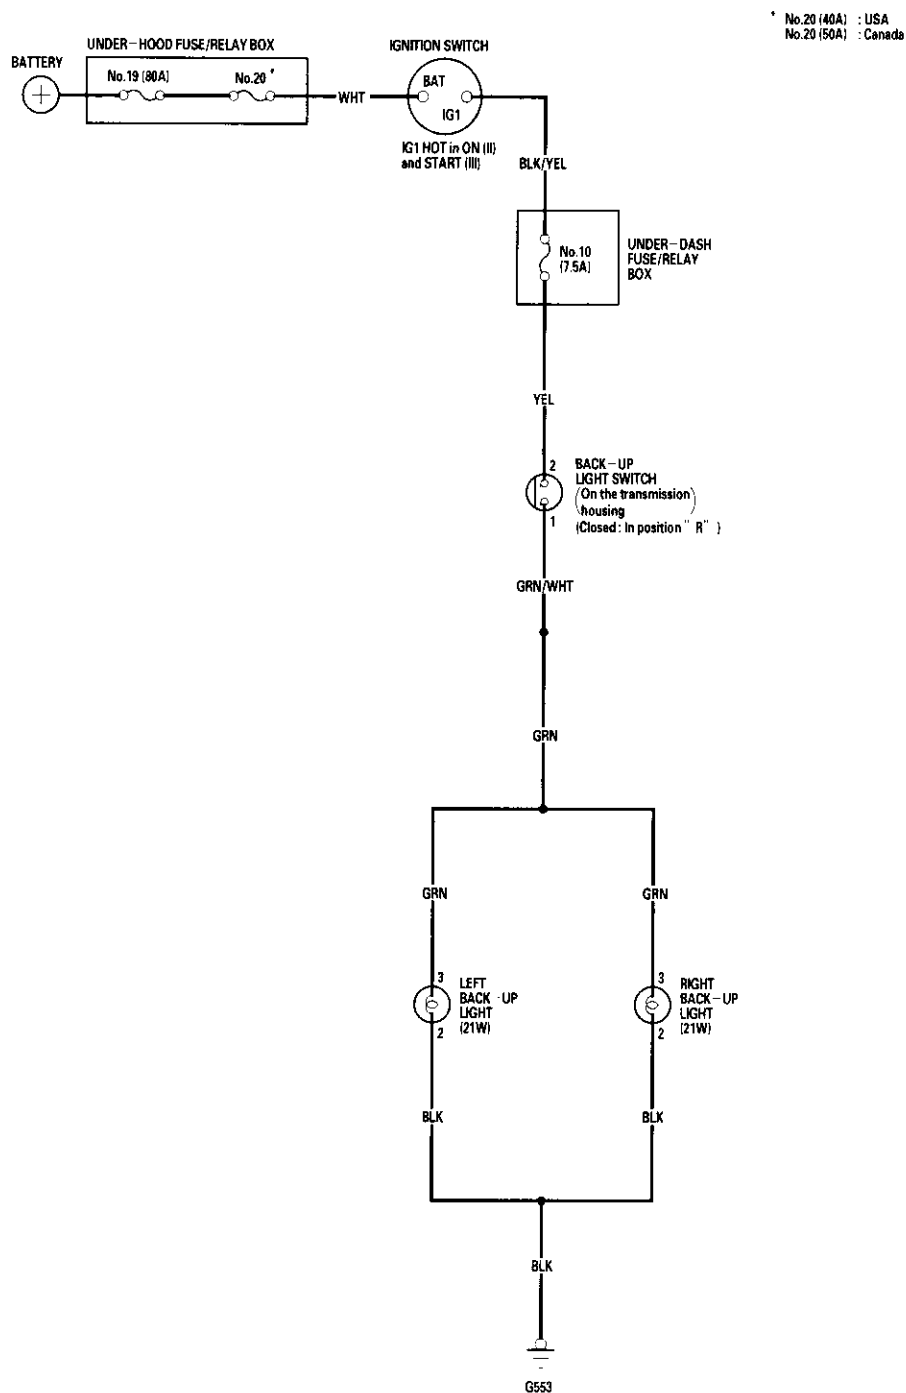 * No.20 (40A) : USA
No.20 (50A) : Canada
UNDER-HOOD FUSE/RELAY BOX
IGNITION SWITCH
BATTERY
+
No.19 (80A)
No.20 *
WHT
BAT
IG1
IG1 HOT in ON (II)
and START (III)
BLK/YEL
No.10
(7.5A)
UNDER-DASH
FUSE/RELAY
BOX
YEL
2
BACK-UP
LIGHT SWITCH
(On the transmission
housing)
(Closed : In position "R")
1
GRN/WHT
GRN
GRN
GRN
3
LEFT
BACK-UP
LIGHT
(21W)
2
3
RIGHT
BACK-UP
LIGHT
(21W)
2
BLK
BLK
BLK
G553